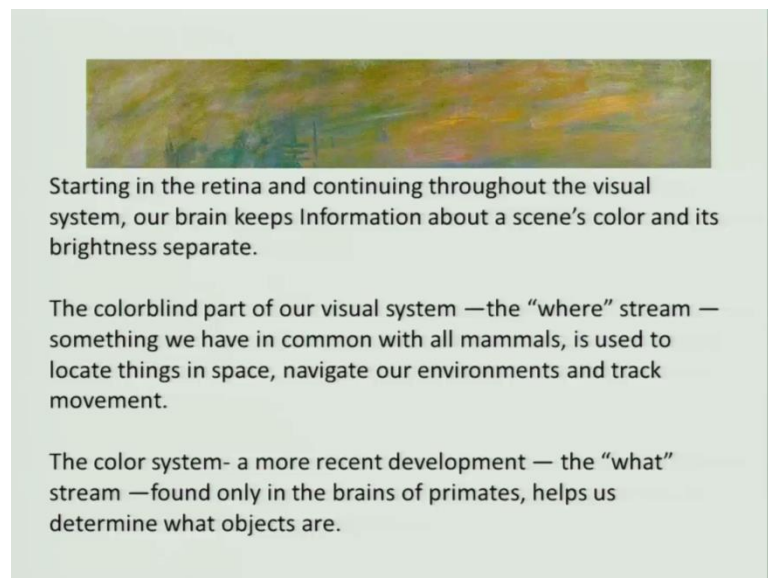 Starting in the retina and continuing throughout the visual
system, our brain keeps Information about a scene’s color and its
brightness separate.
The colorblind part of our visual system —the “where” stream —
something we have in common with all mammals, is used to
locate things in space, navigate our environments and track
movement.
The color system- a more recent development — the “what”
stream —found only in the brains of primates, helps us
determine what objects are.